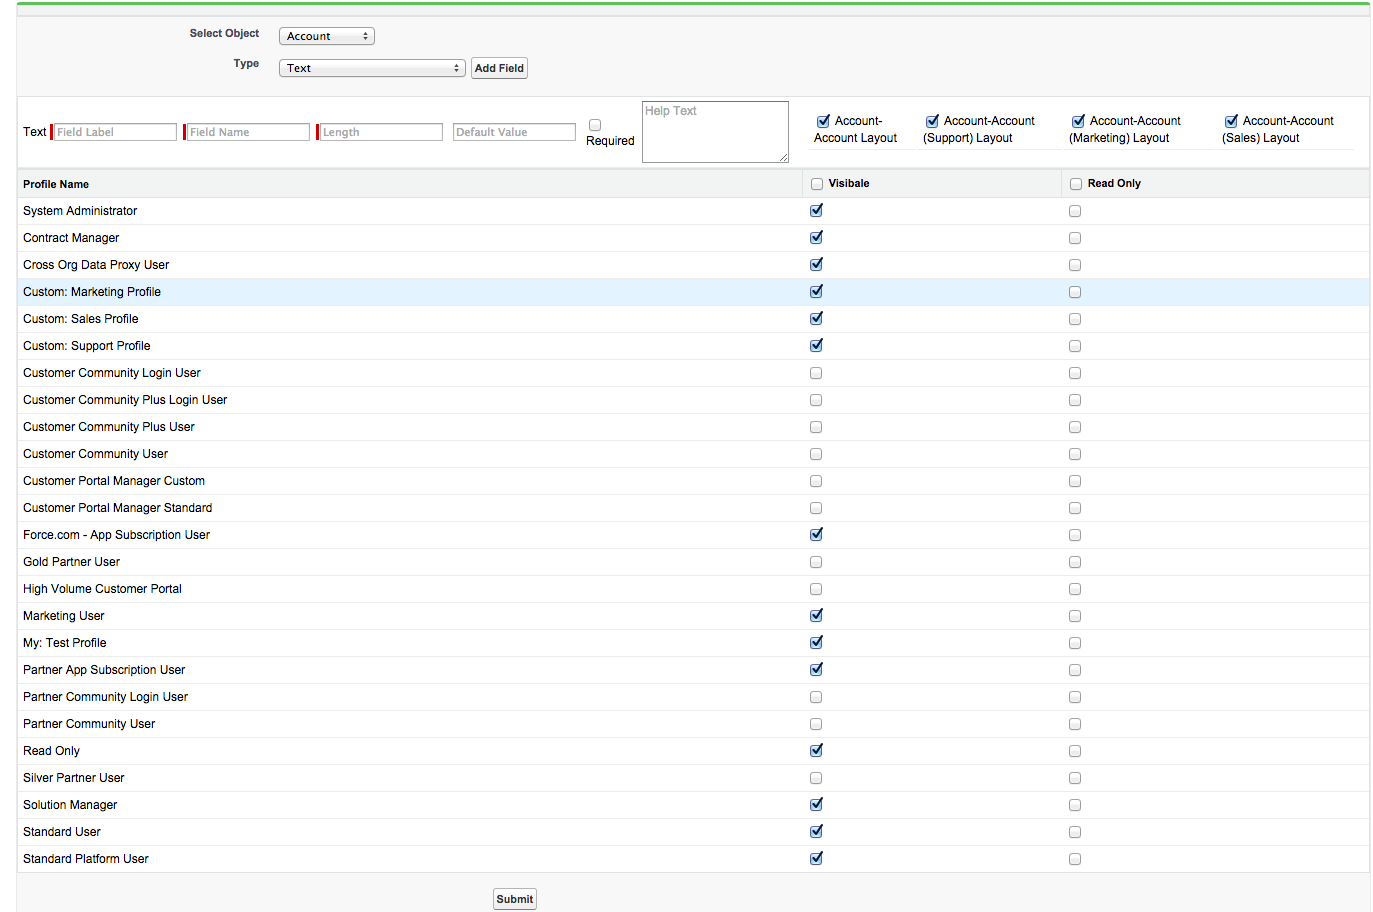 Select Object Account
Type Text Add Field
Text Field Label Field Name Length Default Value Required Help Text
Account-Account Layout
Account-Account (Support) Layout
Account-Account (Marketing) Layout
Account-Account (Sales) Layout
Profile Name Visibale Read Only
System Administrator
Contract Manager
Cross Org Data Proxy User
Custom: Marketing Profile
Custom: Sales Profile
Custom: Support Profile
Customer Community Login User
Customer Community Plus Login User
Customer Community Plus User
Customer Community User
Customer Portal Manager Custom
Customer Portal Manager Standard
Force.com - App Subscription User
Gold Partner User
High Volume Customer Portal
Marketing User
My: Test Profile
Partner App Subscription User
Partner Community Login User
Partner Community User
Read Only
Silver Partner User
Solution Manager
Standard User
Standard Platform User
Submit